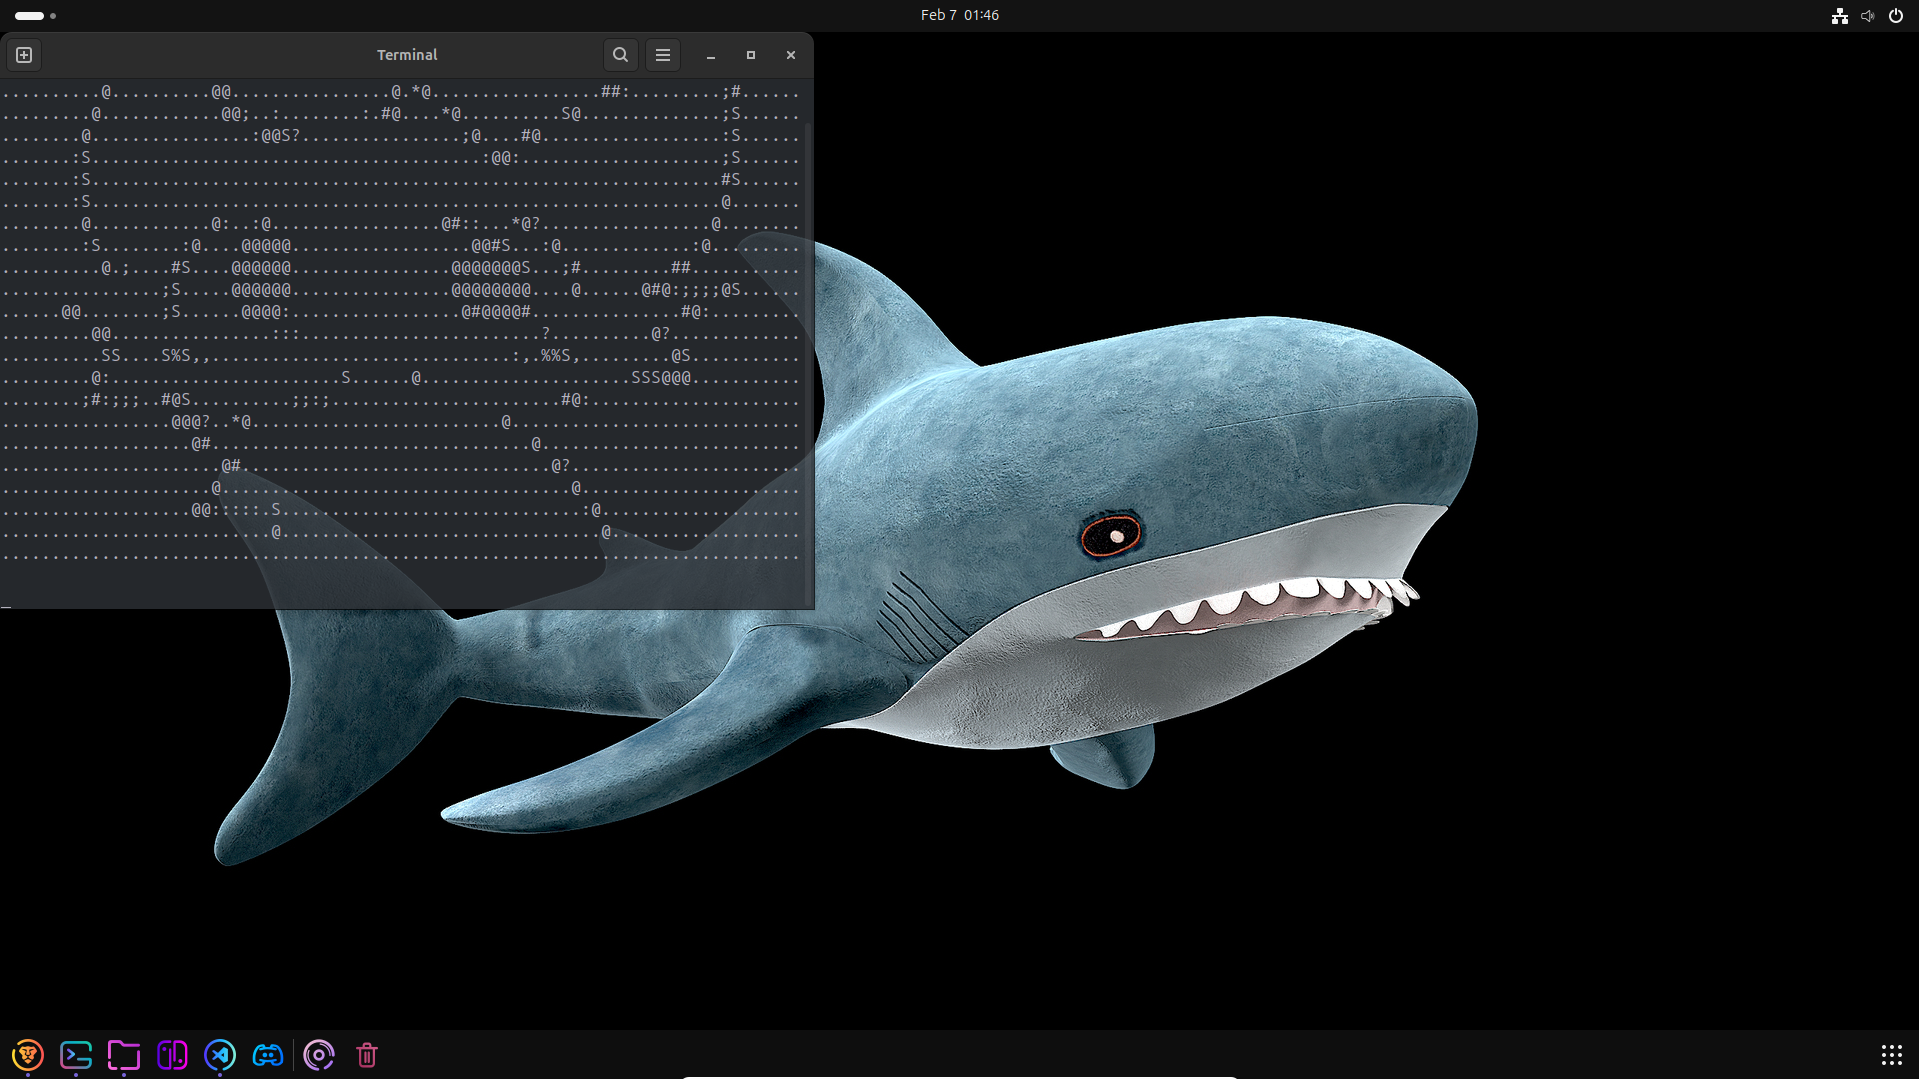 Feb 7 01:46
Terminal
..........@..........@@................@.*@.................##:.........;#......
.........@............@@;..:........:.#@....*@..........S@..............;S......
........@................:@@S?................;@....#@..................:S......
.......:S.......................................:@@:....................;S......
.......:S...............................................................#S......
.......:S...............................................................@.......
........@............@:..:@.................@#::...*@?.................@........
........:S........:@....@@@@@..................@@#S...:@.............:@.........
..........@.;....#S....@@@@@@................@@@@@@@S...;#.........##...........
................;S.....@@@@@@................@@@@@@@@....@......@#@:;;;;@S......
......@@........;S......@@@@:.................@#@@@@#...............#@:.........
.........@@................:::........................?..........@?.............
..........SS....S%S,,..............................:,.%%S,.........@S...........
.........@:.......................S......@.....................SSS@@@...........
........;#:;;;..#@S..........;;:;.......................#@:.....................
.................@@@?..*@.........................@.............................
...................@#................................@..........................
......................@#...............................@?.......................
.....................@...................................@......................
...................@@:::::.S..............................:@....................
...........................@................................@...................
................................................................................